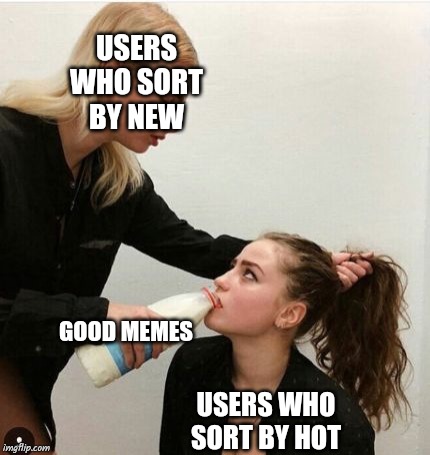 USERS
WHO SORT
BY NEW
GOOD MEMES
USERS WHO
SORT BY HOT
imgflip.com